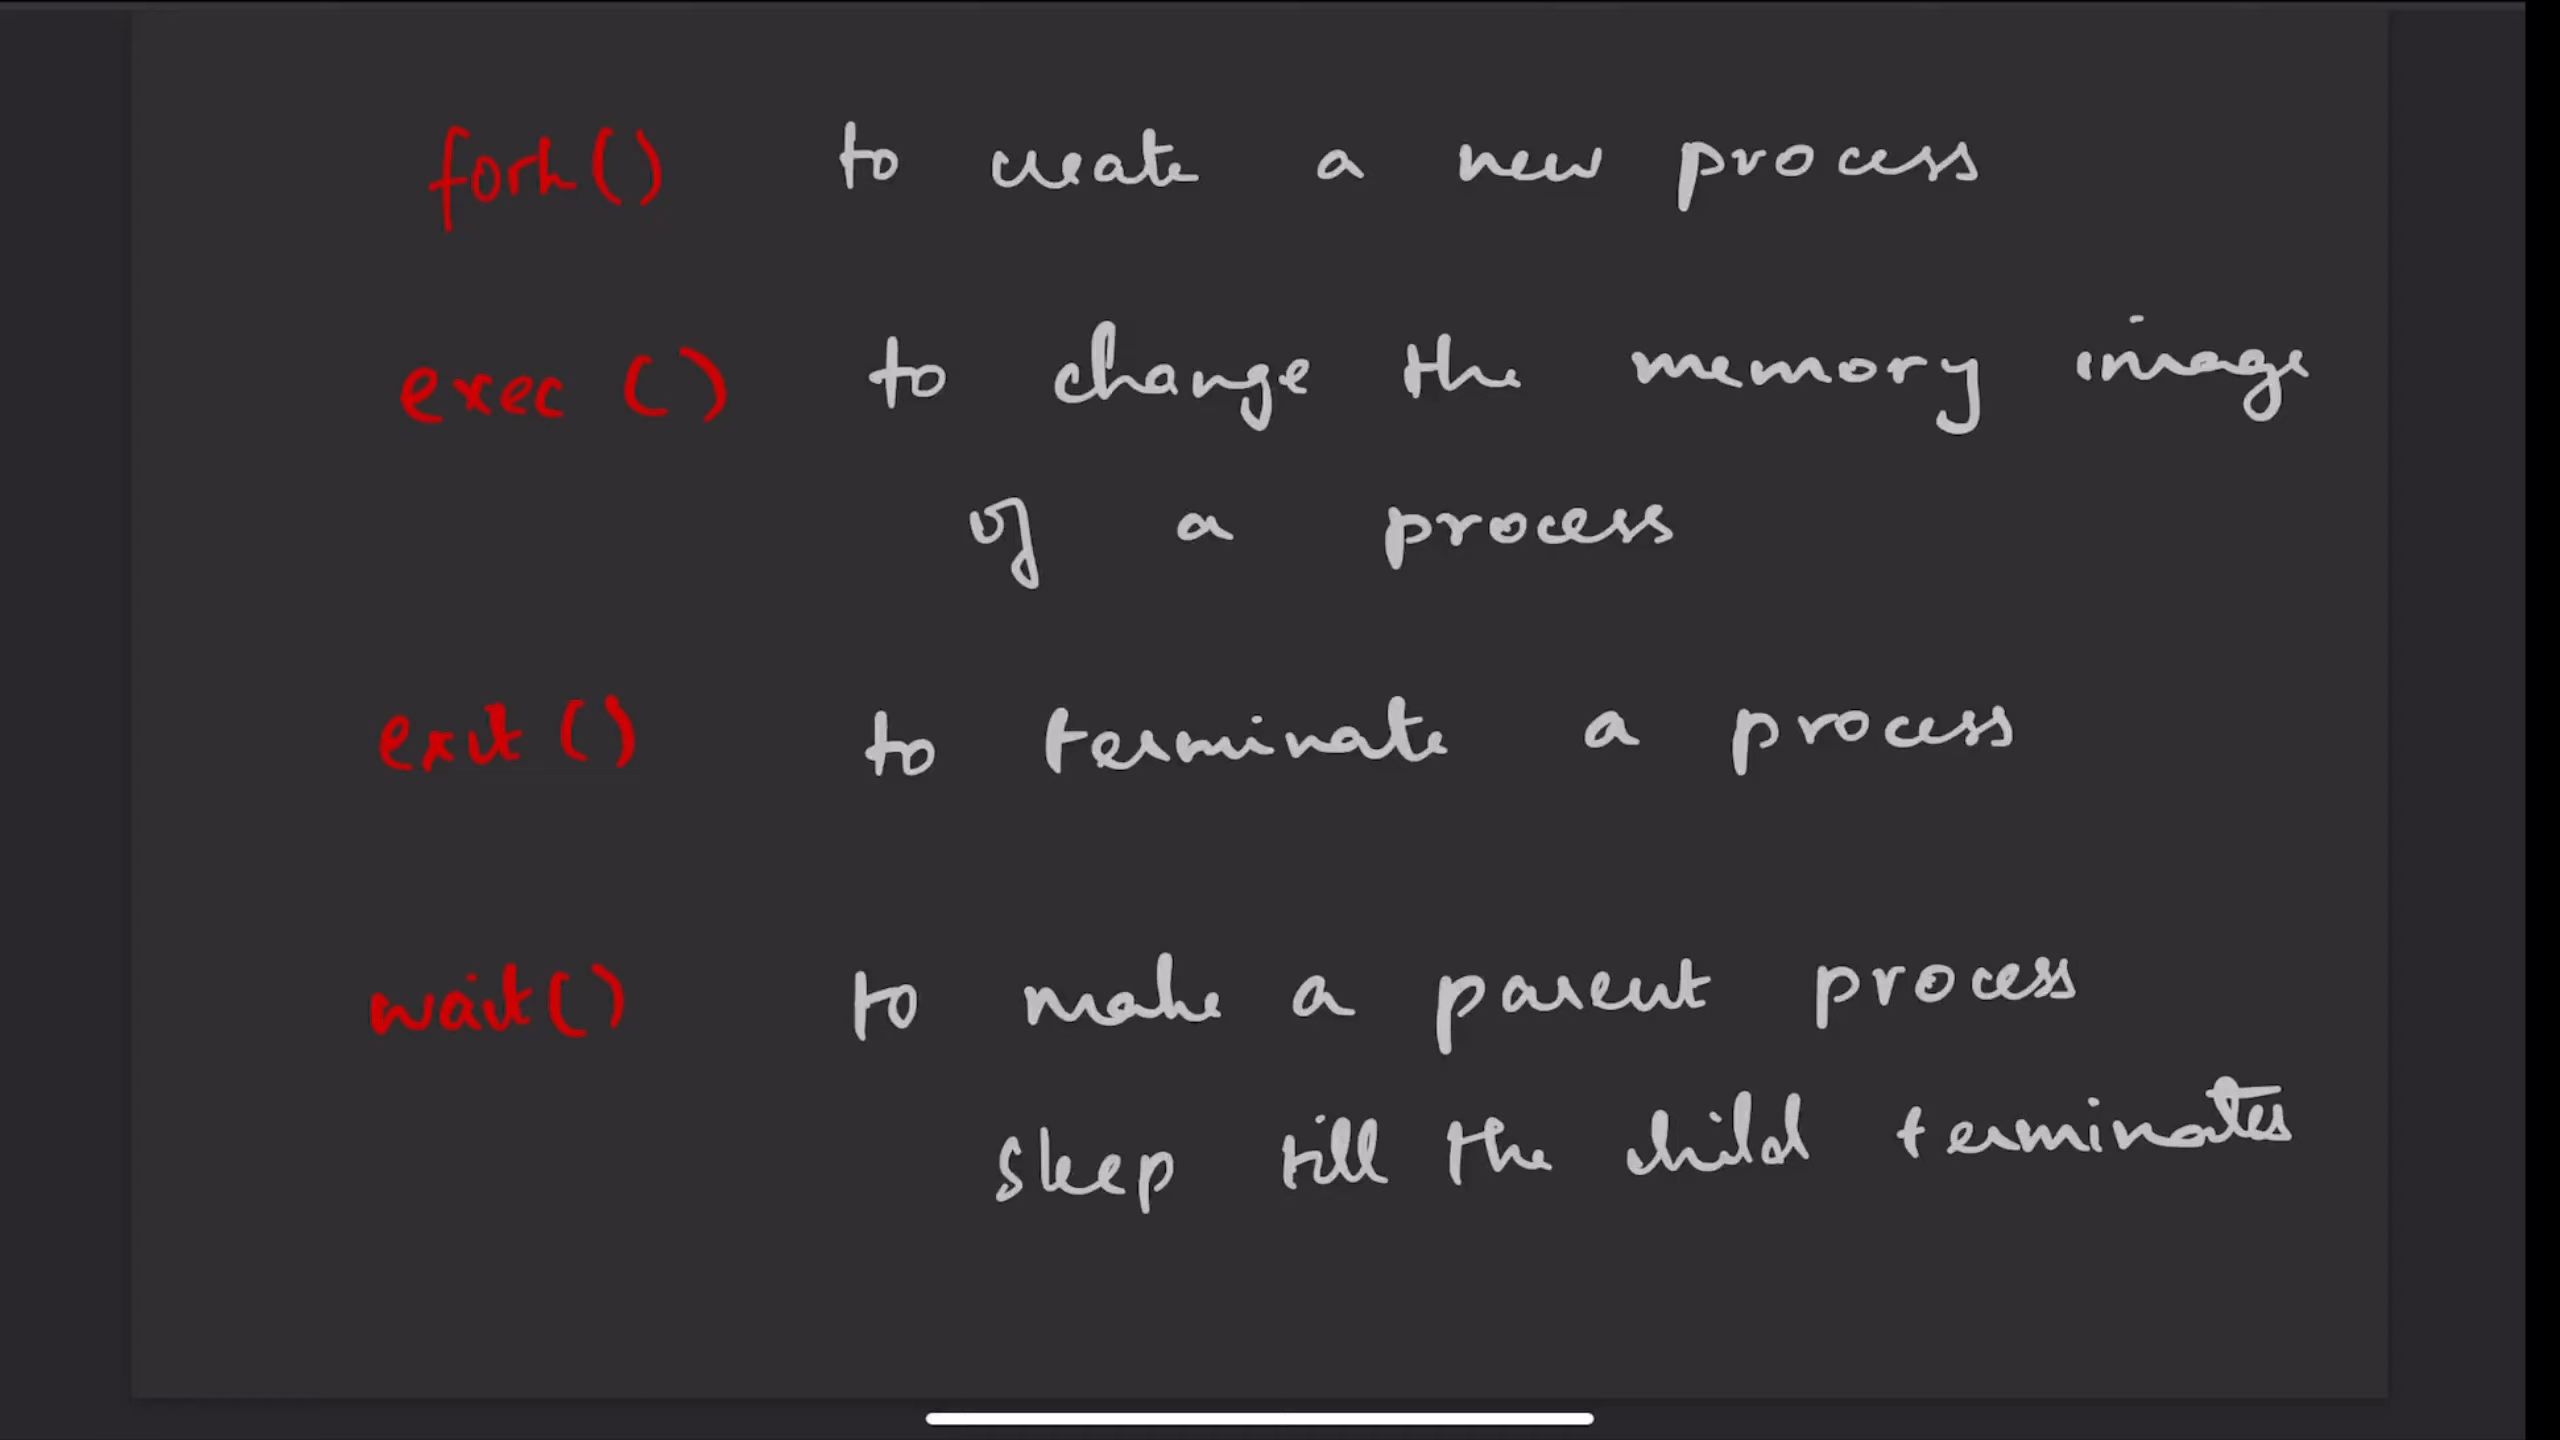 fork() to create a new process
exec () to change the memory image
of a process
exit () to terminate a process
wait() to make a parent process
sleep till the child terminates